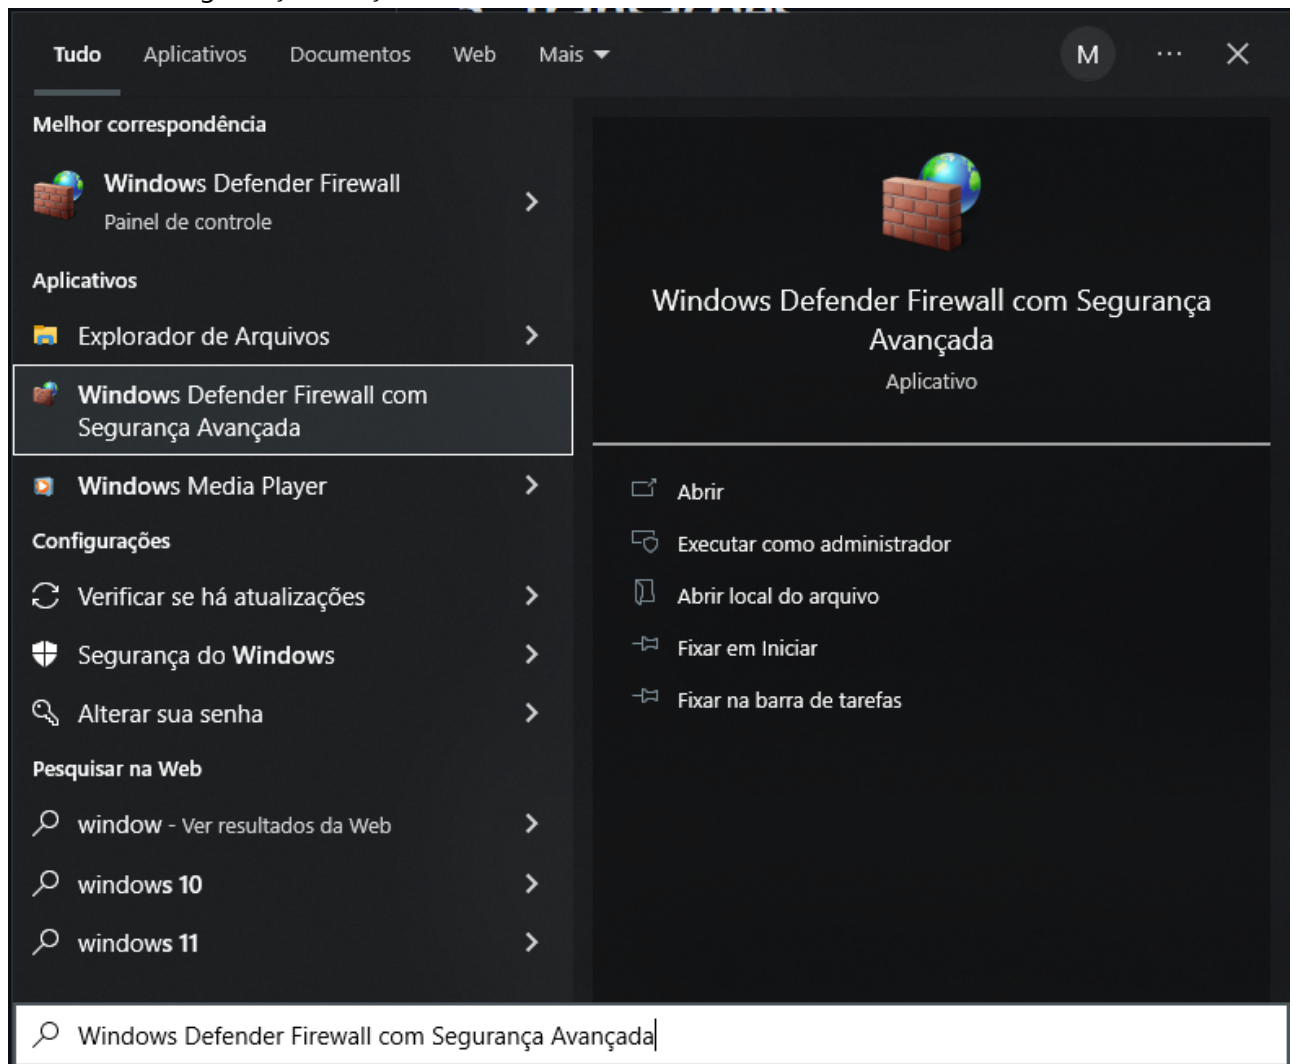 Tudo
Aplicativos
Documentos
Web
Mais
M
Melhor correspondência
Windows Defender Firewall
Painel de controle
Aplicativos
Explorador de Arquivos
Windows Defender Firewall com
Segurança Avançada
Windows Media Player
Configurações
Verificar se há atualizações
Segurança do Windows
Alterar sua senha
Pesquisar na Web
window - Ver resultados da Web
windows 10
windows 11
Windows Defender Firewall com Segurança
Avançada
Aplicativo
Abrir
Executar como administrador
Abrir local do arquivo
Fixar em Iniciar
Fixar na barra de tarefas
Windows Defender Firewall com Segurança Avançada